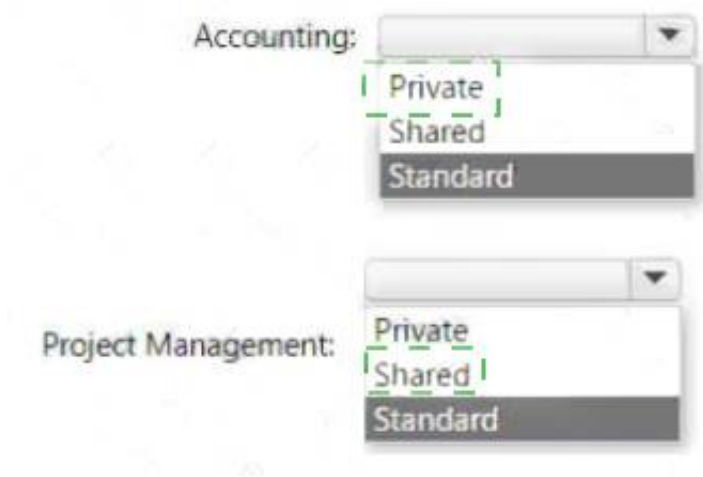 Accounting:
Private
Shared
Standard
Project Management:
Private
Shared
Standard